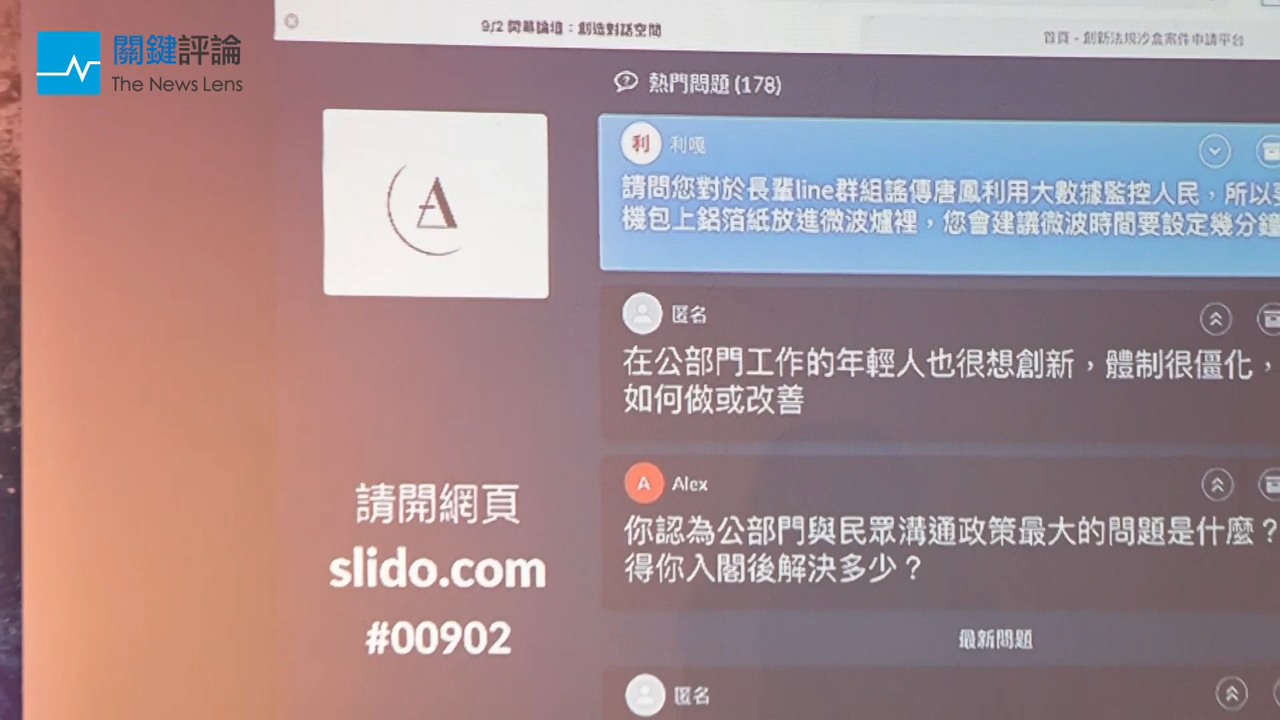 關鍵評論
The News Lens
9/2 開幕論壇：創造對話空間
首頁 - 創新法規沙盒案件申請平台
熱門問題 (178)
利
利嘎
請問您對於長輩line群組謠傳唐鳳利用大數據監控人民，所以
機包上鋁箔紙放進微波爐裡，您會建議微波時間要設定幾分鐘
匿名
在公部門工作的年輕人也很想創新，體制很僵化，
如何做或改善
A
Alex
你認為公部門與民眾溝通政策最大的問題是什麼？
得你入閣後解決多少？
請開網頁
slido.com
#00902
最新問題
匿名